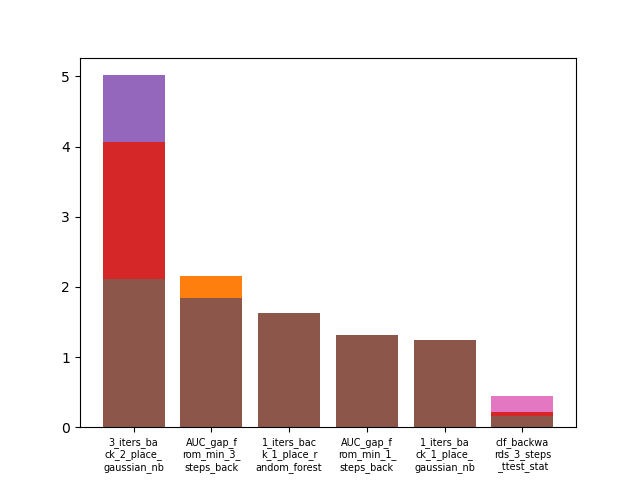 5
4
3
2
1
0
3_iters_ba
ck_2_place_
gaussian_nb
AUC_gap_f
rom_min_3_
steps_back
1_iters_bac
k_1_place_r
andom_forest
AUC_gap_f
rom_min_1_
steps_back
1_iters_ba
ck_1_place_
gaussian_nb
clf_backwa
rds_3_steps
_ttest_stat